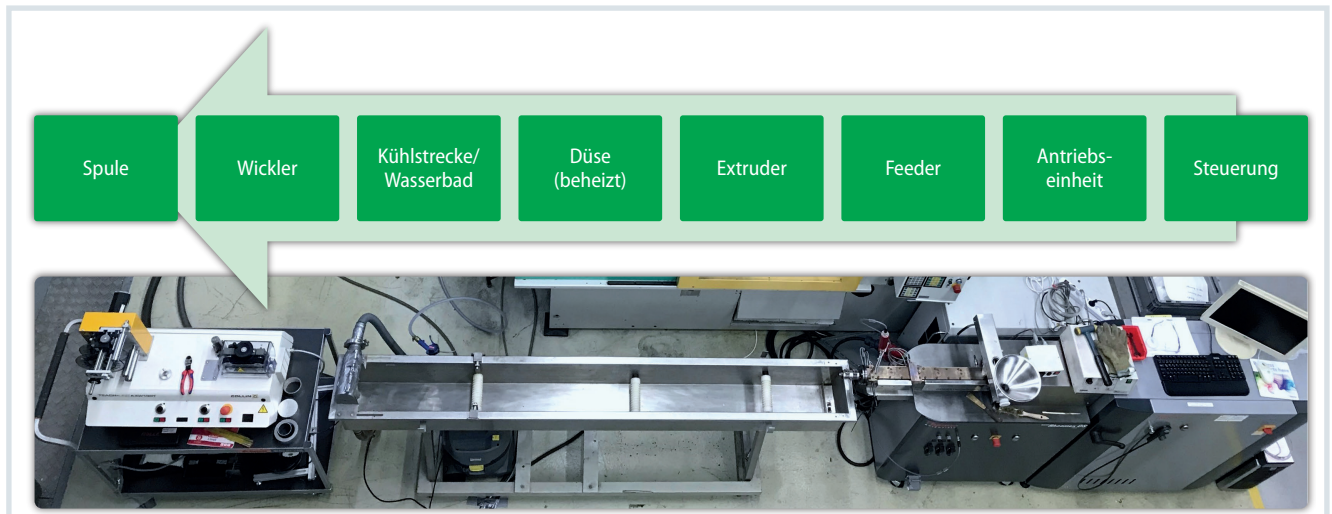 Spule
Wickler
Kühlstrecke/
Wasserbad
Düse
(beheizt)
Extruder
Feeder
Antriebs-
einheit
Steuerung